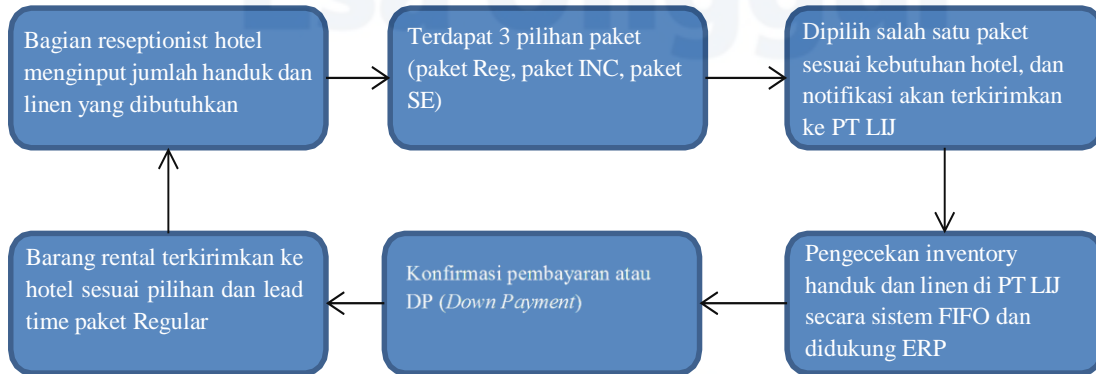 Bagian reseptionist hotel
menginput jumlah handuk dan
linen yang dibutuhkan
Terdapat 3 pilihan paket
(paket Reg, paket INC, paket
SE)
Dipilih salah satu paket
sesuai kebutuhan hotel, dan
notifikasi akan terkirimkan
ke PT LIJ
Pengecekan inventory
handuk dan linen di PT LIJ
secara sistem FIFO dan
didukung ERP
Konfirmasi pembayaran atau
DP (Down Payment)
Barang rental terkirimkan ke
hotel sesuai pilihan dan lead
time paket Regular